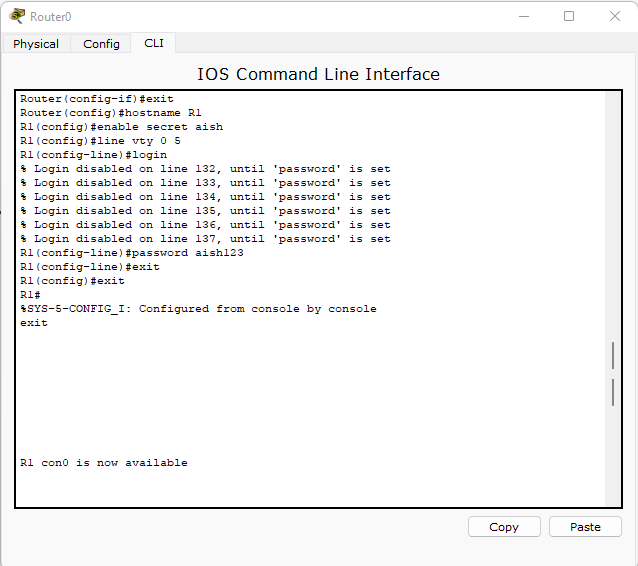 Router0
Physical Config CLI
IOS Command Line Interface
Router(config-if)#exit
Router(config)#hostname R1
R1(config)#enable secret aish
R1(config)#line vty 0 5
R1(config-line)#login
% Login disabled on line 132, until 'password' is set
% Login disabled on line 133, until 'password' is set
% Login disabled on line 134, until 'password' is set
% Login disabled on line 135, until 'password' is set
% Login disabled on line 136, until 'password' is set
% Login disabled on line 137, until 'password' is set
R1(config-line)#password aish123
R1(config-line)#exit
R1(config)#exit
R1#
%SYS-5-CONFIG_I: Configured from console by console
exit
R1 con0 is now available
Copy Paste